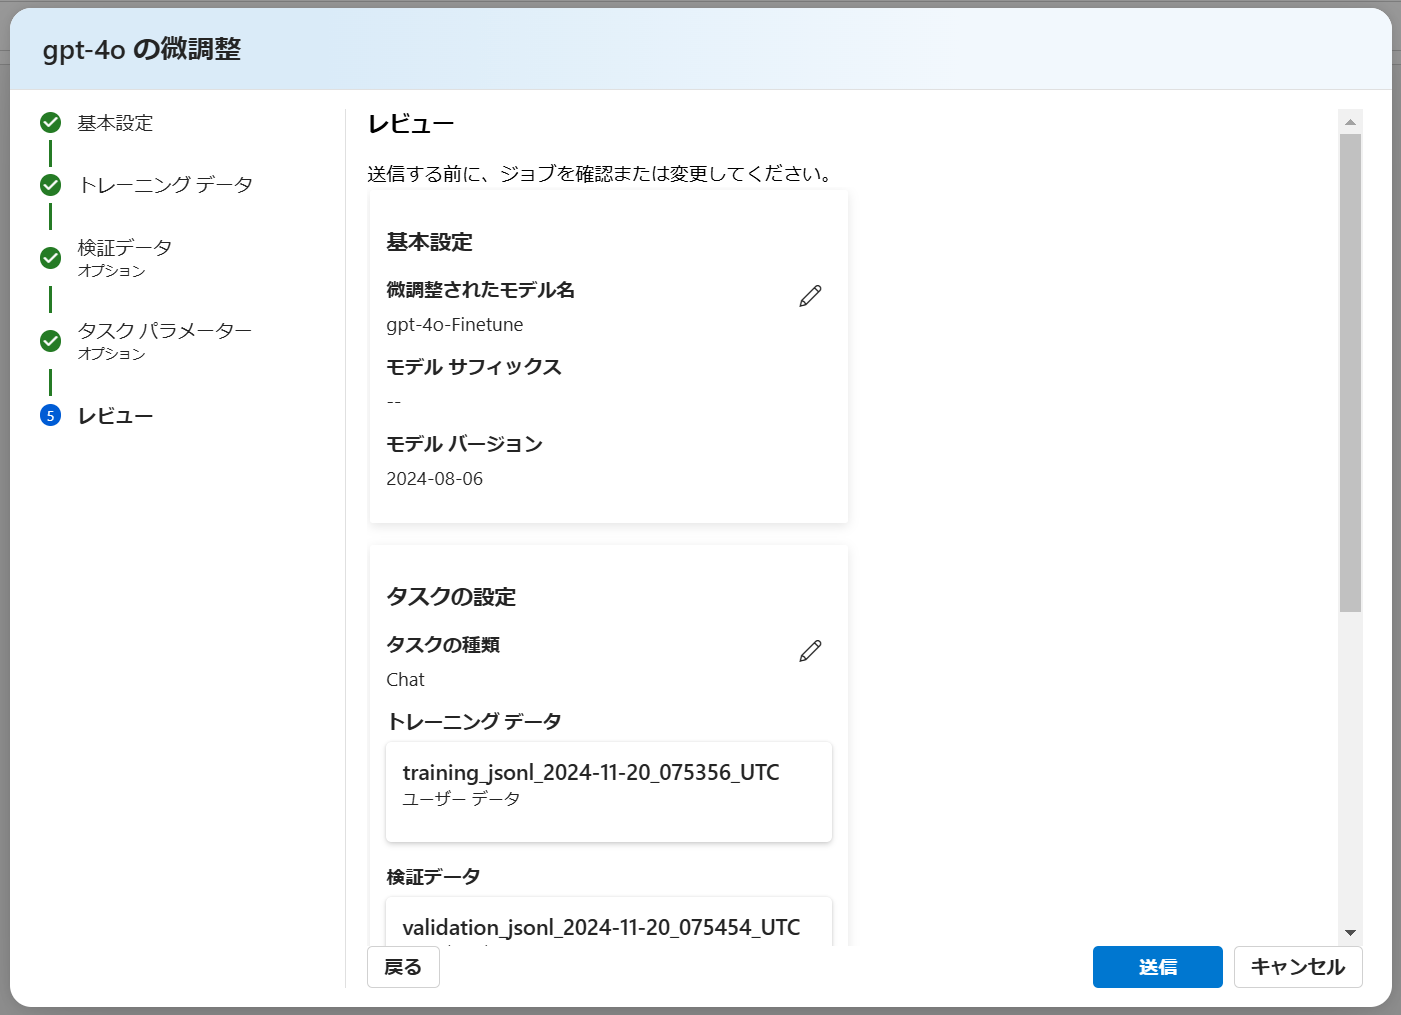 gpt-4o の微調整
基本設定
トレーニング データ
検証データ
オプション
タスク パラメーター
オプション
5
レビュー
レビュー
送信する前に、ジョブを確認または変更してください。
基本設定
微調整されたモデル名
gpt-4o-Finetune
モデル サフィックス
--
モデル バージョン
2024-08-06
タスクの設定
タスクの種類
Chat
トレーニング データ
training_jsonl_2024-11-20_075356_UTC
ユーザー データ
検証データ
validation_jsonl_2024-11-20_075454_UTC
戻る
送信
キャンセル